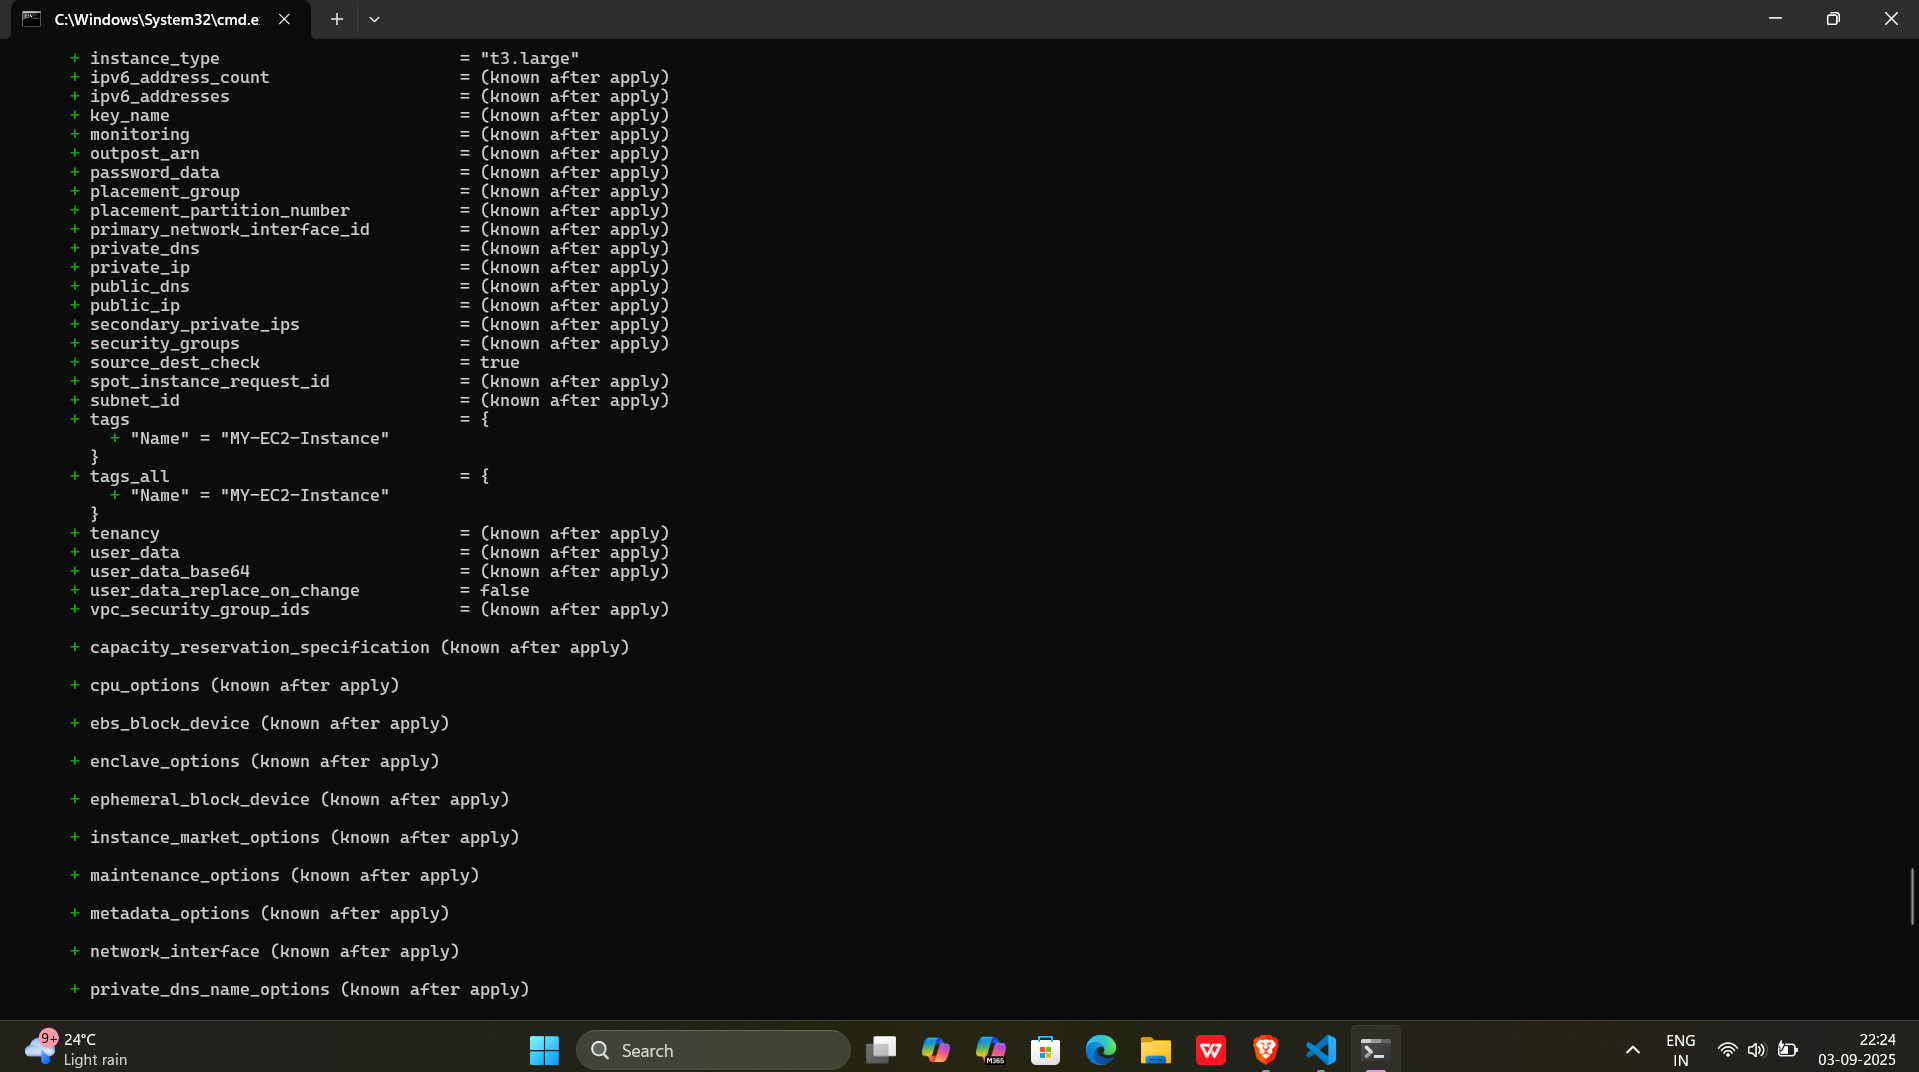 C:\Windows\System32\cmd.e
+ instance_type = "t3.large"
+ ipv6_address_count = (known after apply)
+ ipv6_addresses = (known after apply)
+ key_name = (known after apply)
+ monitoring = (known after apply)
+ outpost_arn = (known after apply)
+ password_data = (known after apply)
+ placement_group = (known after apply)
+ placement_partition_number = (known after apply)
+ primary_network_interface_id = (known after apply)
+ private_dns = (known after apply)
+ private_ip = (known after apply)
+ public_dns = (known after apply)
+ public_ip = (known after apply)
+ secondary_private_ips = (known after apply)
+ security_groups = (known after apply)
+ source_dest_check = true
+ spot_instance_request_id = (known after apply)
+ subnet_id = (known after apply)
+ tags = {
+ "Name" = "MY-EC2-Instance"
}
+ tags_all = {
+ "Name" = "MY-EC2-Instance"
}
+ tenancy = (known after apply)
+ user_data = (known after apply)
+ user_data_base64 = (known after apply)
+ user_data_replace_on_change = false
+ vpc_security_group_ids = (known after apply)
+ capacity_reservation_specification (known after apply)
+ cpu_options (known after apply)
+ ebs_block_device (known after apply)
+ enclave_options (known after apply)
+ ephemeral_block_device (known after apply)
+ instance_market_options (known after apply)
+ maintenance_options (known after apply)
+ metadata_options (known after apply)
+ network_interface (known after apply)
+ private_dns_name_options (known after apply)
9+
24°C
Light rain
Search
M365
W
ENG
IN
22:24
03-09-2025